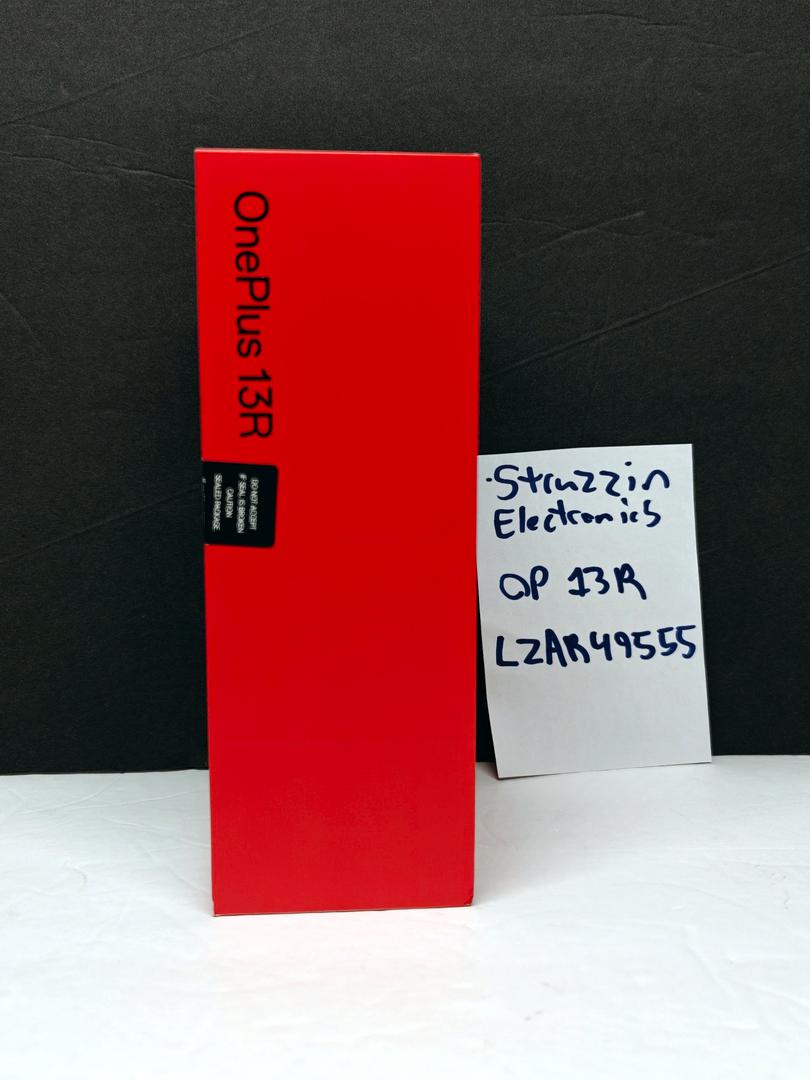 OnePlus 13R
DO NOT ACCEPT
IF SEAL IS BROKEN
CAUTION
SEALED PACKAGE
Struzzin
Electronics
OP 13R
LZAR49555